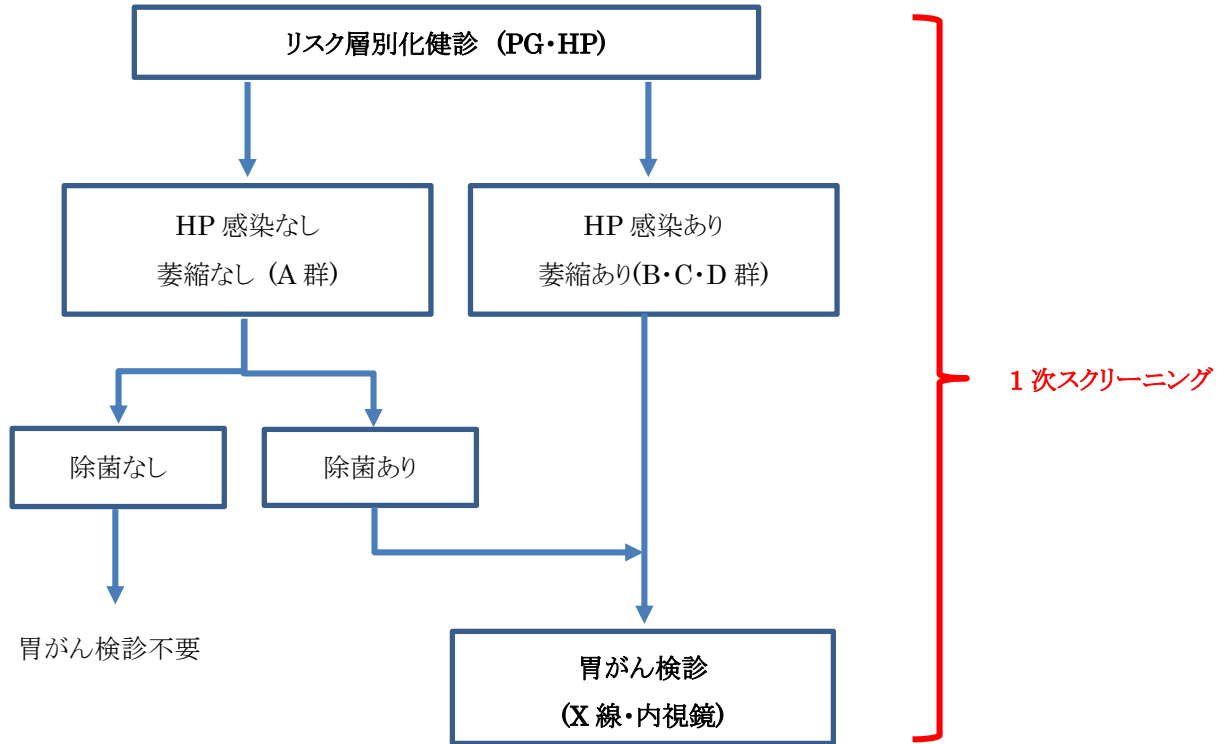 リスク層別化健診 (PG・HP)
HP 感染なし
萎縮なし (A 群)
HP 感染あり
萎縮あり(B・C・D 群)
1 次スクリーニング
除菌なし
除菌あり
胃がん検診不要
胃がん検診
(X 線・内視鏡)